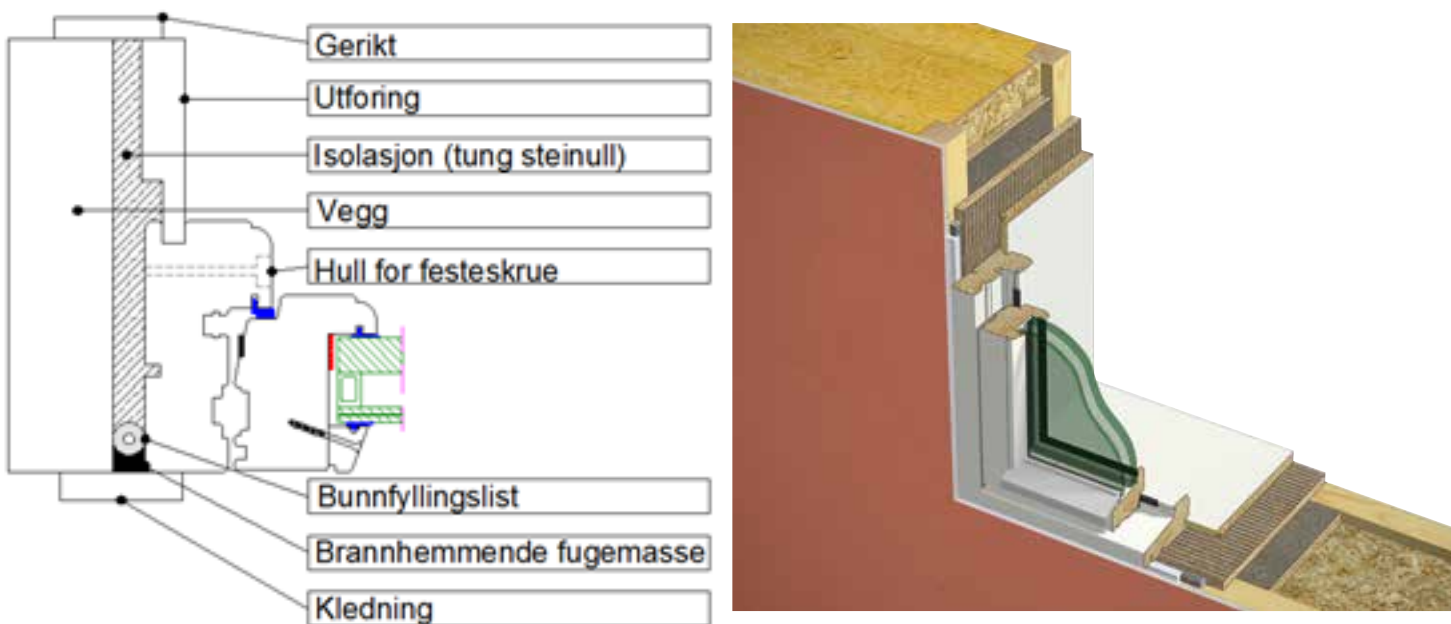 Gerikt
Utforing
Isolasjon (tung steinull)
Vegg
Hull for festeskrue
Bunnfyllingslist
Brannhemmende fugemasse
Kledning